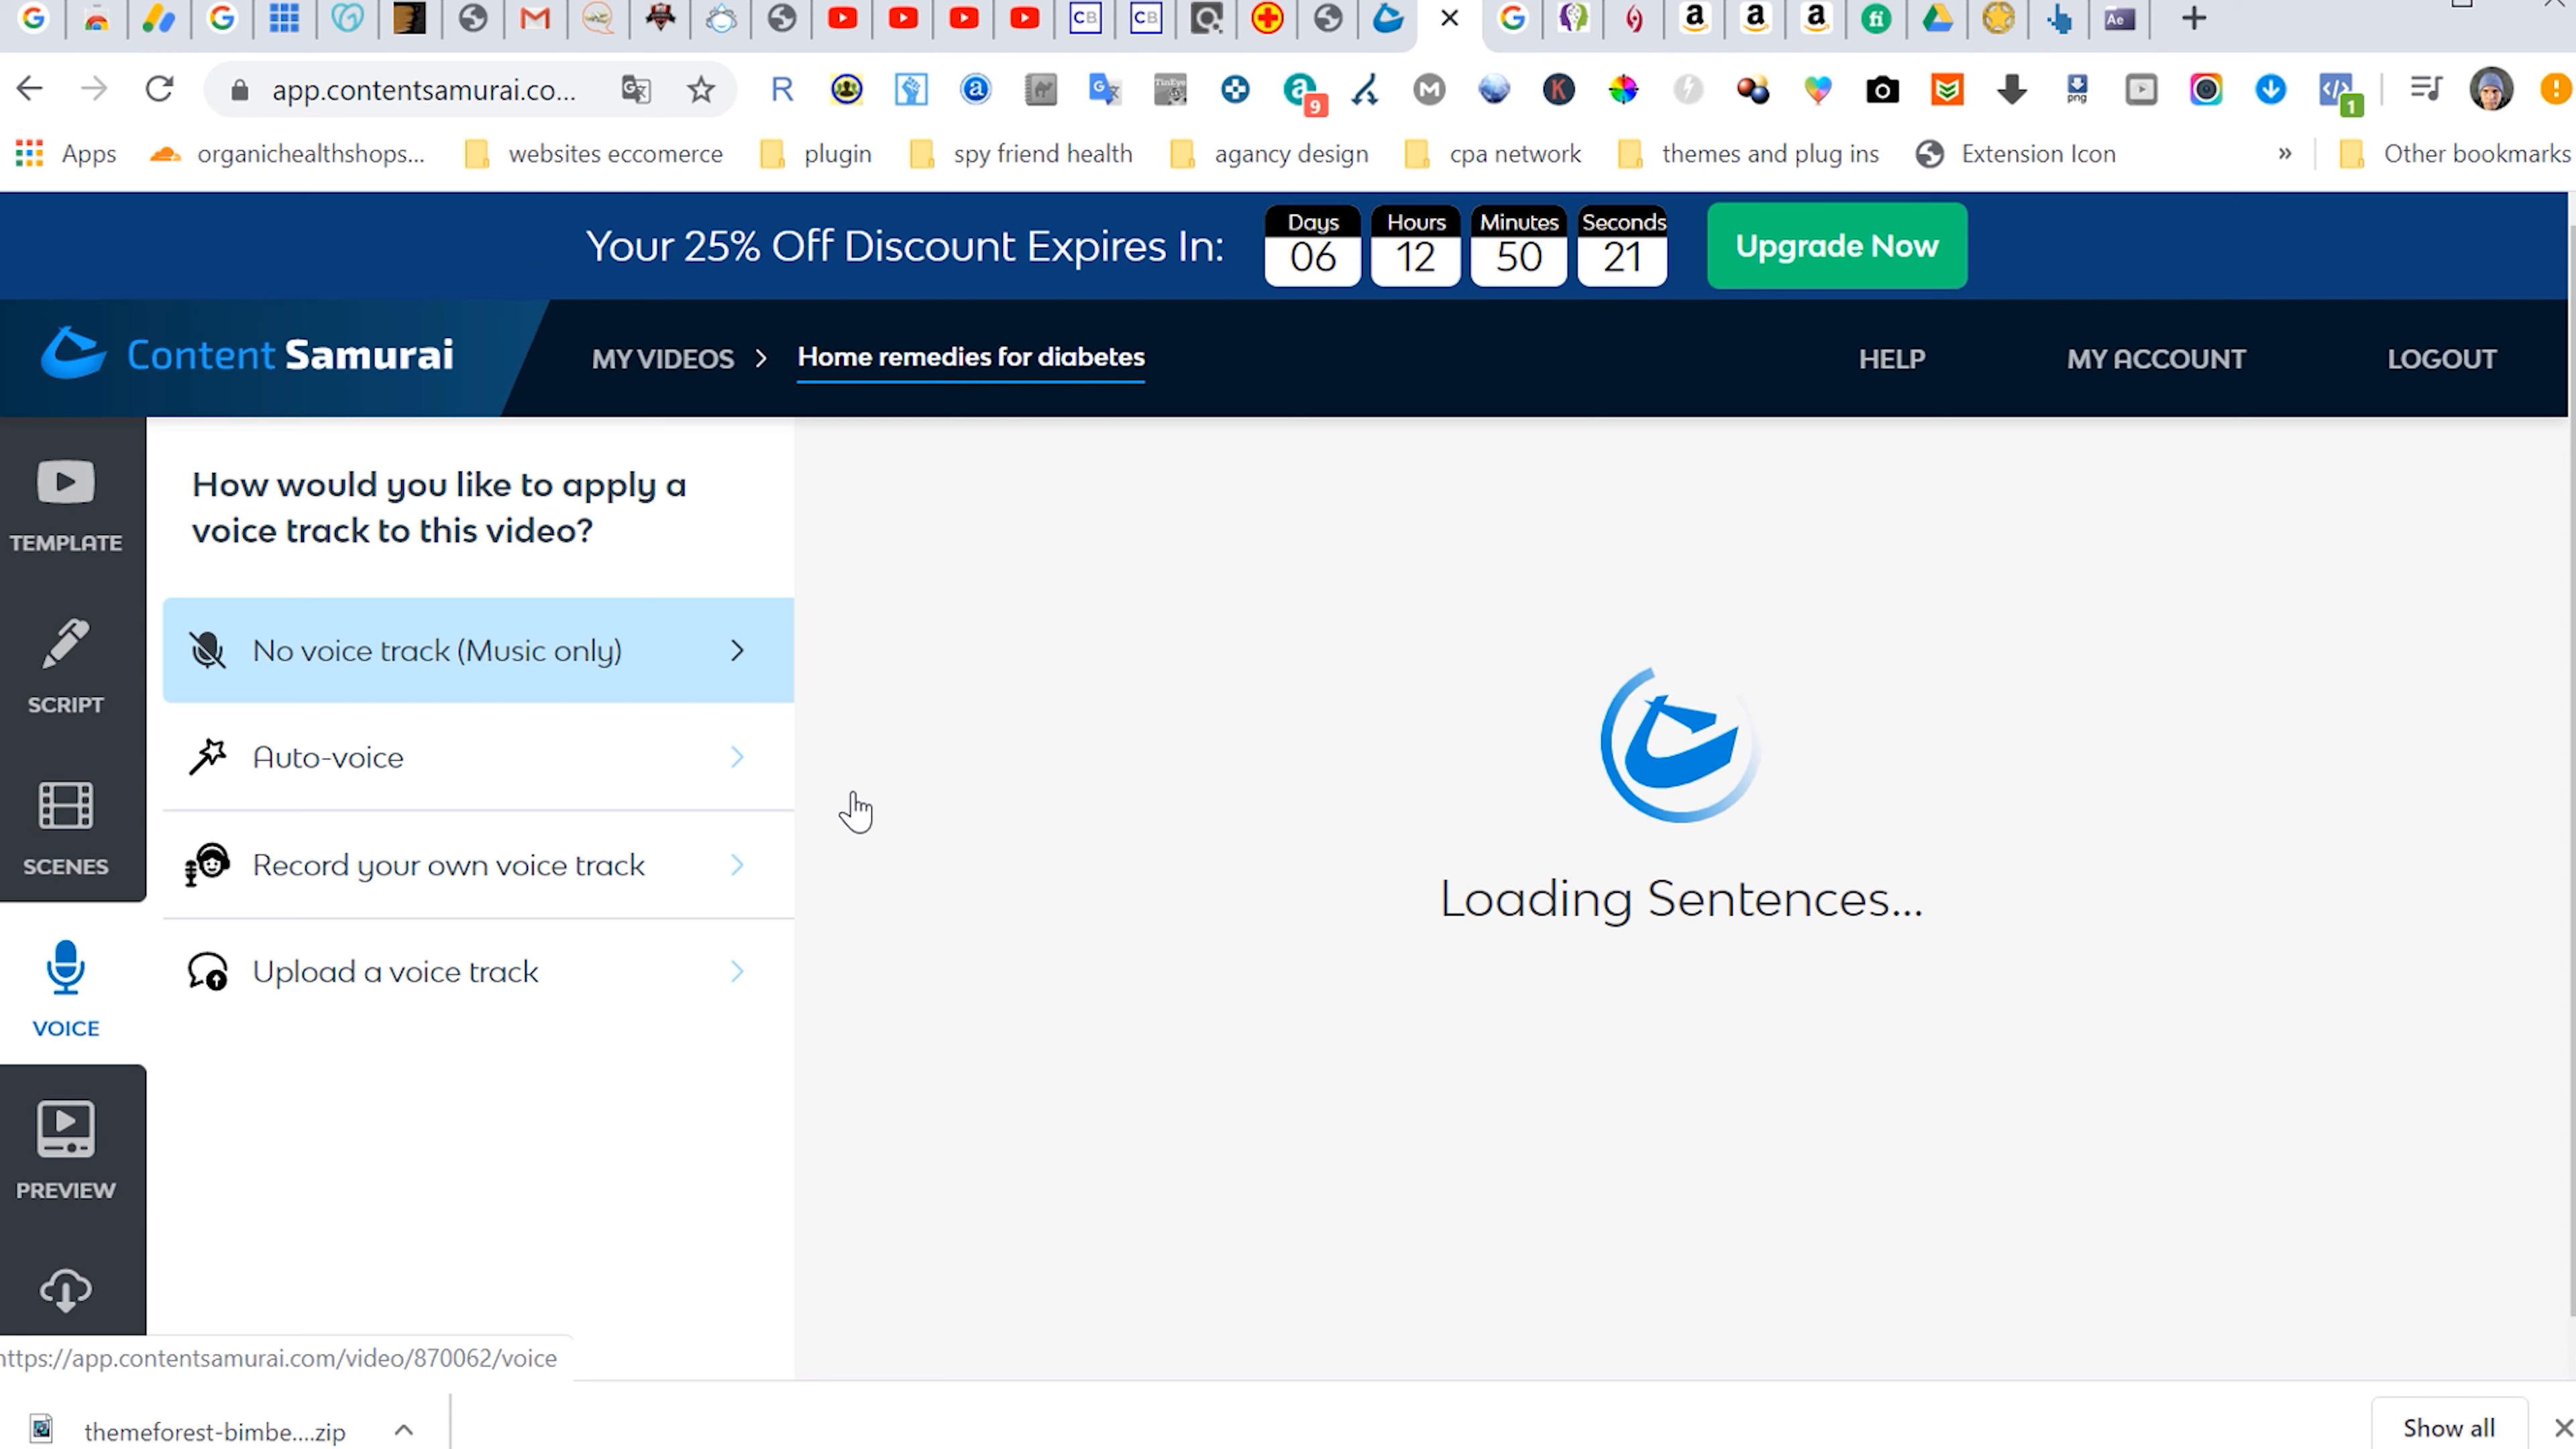 app.contentsamurai.co...
9
1
Apps
organichealthshops...
websites eccomerce
plugin
spy friend health
agancy design
cpa network
themes and plug ins
Extension Icon
»
Other bookmarks
Your 25% Off Discount Expires In:
Days
Hours
Minutes
Seconds
06
12
50
21
Upgrade Now
Content Samurai
MY VIDEOS
Home remedies for diabetes
HELP
MY ACCOUNT
LOGOUT
TEMPLATE
SCRIPT
SCENES
VOICE
PREVIEW
How would you like to apply a
voice track to this video?
No voice track (Music only)
Auto-voice
Record your own voice track
Upload a voice track
Loading Sentences...
https://app.contentsamurai.com/video/870062/voice
themeforest-bimbe....zip
Show all